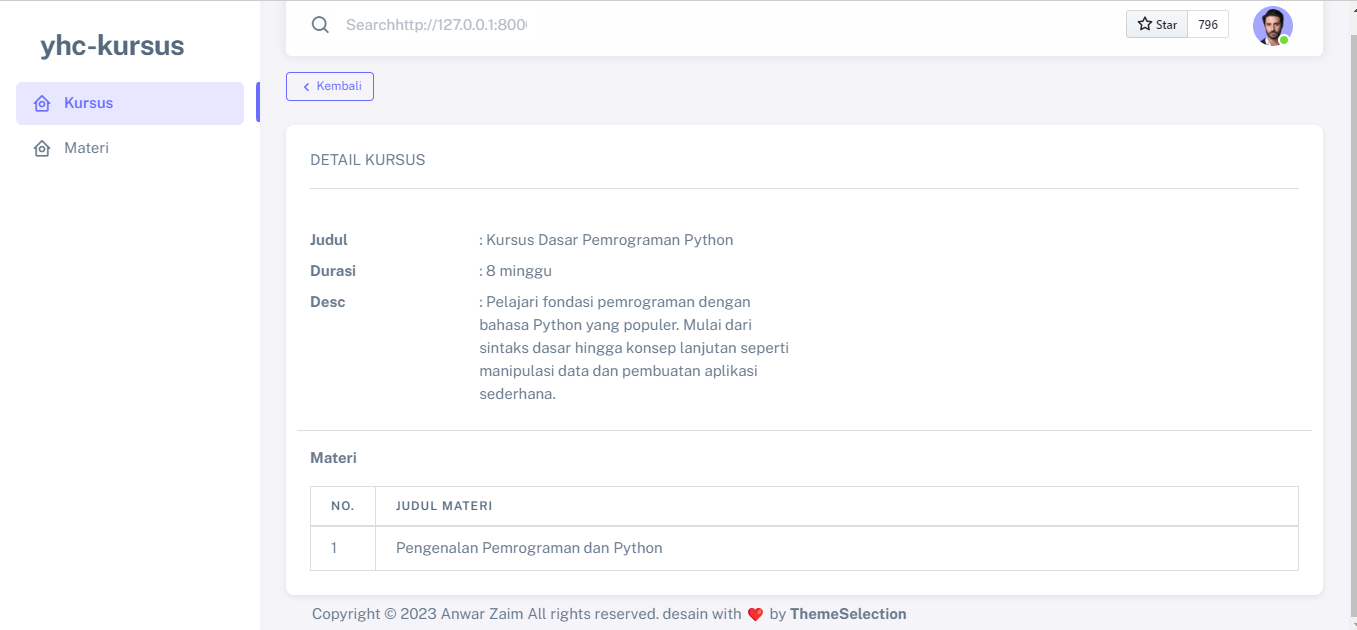 yhc-kursus
Searchhttp://127.0.0.1:800
Star 796
Kursus
Materi
Kembali
DETAIL KURSUS
Judul : Kursus Dasar Pemrograman Python
Durasi : 8 minggu
Desc : Pelajari fondasi pemrograman dengan
bahasa Python yang populer. Mulai dari
sintaks dasar hingga konsep lanjutan seperti
manipulasi data dan pembuatan aplikasi
sederhana.
Materi
NO. JUDUL MATERI
1 Pengenalan Pemrograman dan Python
Copyright © 2023 Anwar Zaim All rights reserved. desain with ❤️ by ThemeSelection